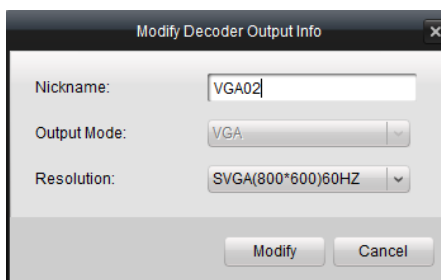 Modify Decoder Output Info
Nickname: VGA02
Output Mode: VGA
Resolution: SVGA(800*600)60HZ
Modify Cancel